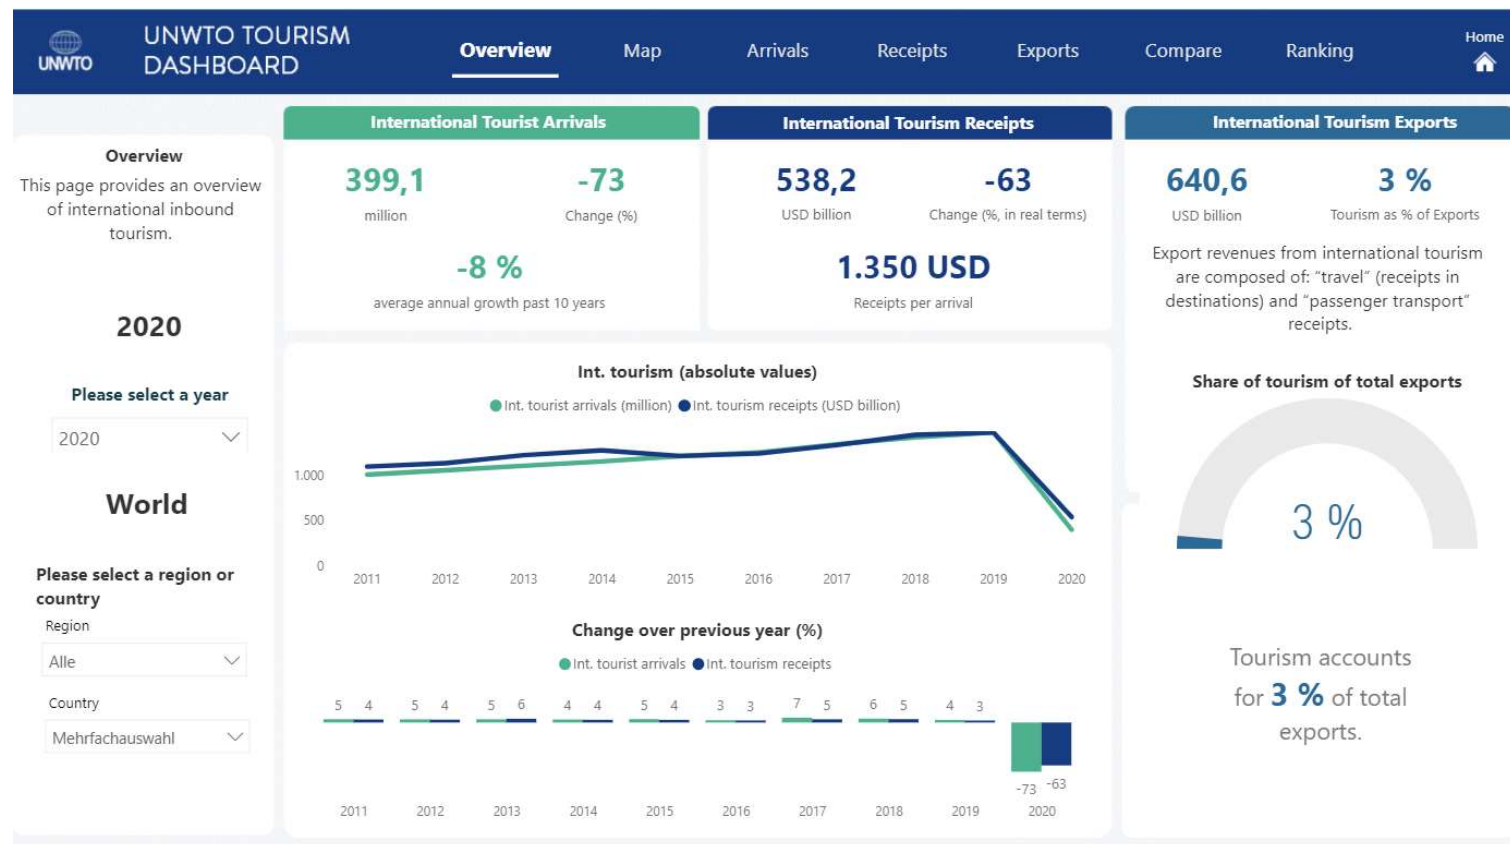 UNWTO
UNWTO TOURISM
DASHBOARD
Overview
Map
Arrivals
Receipts
Exports
Compare
Ranking
Home
Overview
This page provides an overview
of international inbound
tourism.
2020
Please select a year
2020
World
Please select a region or
country
Region
Alle
Country
Mehrfachauswahl
International Tourist Arrivals
399,1
million
-73
Change (%)
-8 %
average annual growth past 10 years
International Tourism Receipts
538,2
USD billion
-63
Change (%, in real terms)
1.350 USD
Receipts per arrival
International Tourism Exports
640,6
USD billion
3 %
Tourism as % of Exports
Export revenues from international tourism
are composed of: “travel” (receipts in
destinations) and “passenger transport”
receipts.
Int. tourism (absolute values)
Int. tourist arrivals (million) Int. tourism receipts (USD billion)
1.000
500
0
2011 2012 2013 2014 2015 2016 2017 2018 2019 2020
Change over previous year (%)
Int. tourist arrivals Int. tourism receipts
5 4 5 4 5 6 4 4 5 4 3 3 7 5 6 5 4 3
-73 -63
2011 2012 2013 2014 2015 2016 2017 2018 2019 2020
Share of tourism of total exports
3 %
Tourism accounts
for 3 % of total
exports.